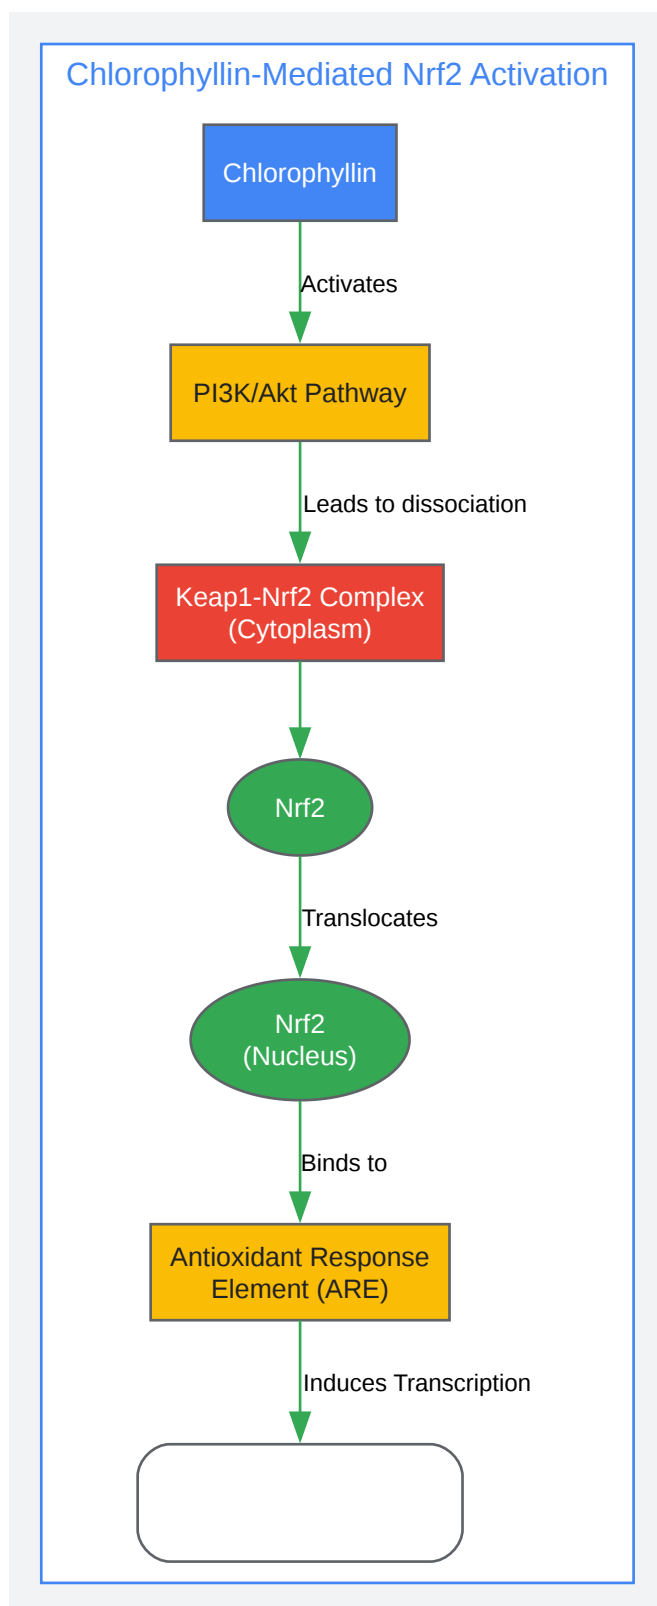 Chlorophyllin-Mediated Nrf2 Activation
Chlorophyllin
Activates
PI3K/Akt Pathway
Leads to dissociation
Keap1-Nrf2 Complex
(Cytoplasm)
Nrf2
Translocates
Nrf2
(Nucleus)
Binds to
Antioxidant Response
Element (ARE)
Induces Transcription